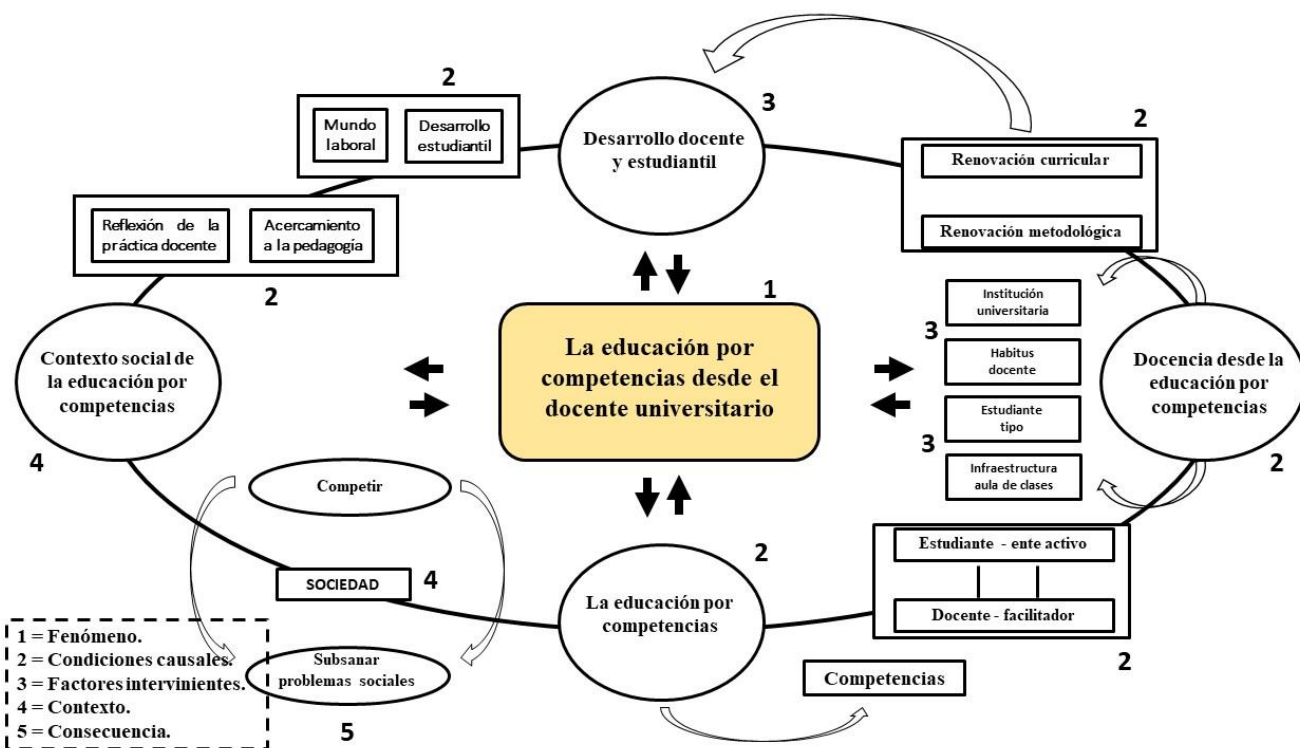 2
Mundo
laboral
Desarrollo
estudiantil
3
Desarrollo docente
y estudiantil
2
Renovación curricular
Renovación metodológica
Reflexión de la
práctica docente
Acercamiento
a la pedagogía
2
1
La educación por
competencias desde el
docente universitario
Institución
universitaria
3
Habitus
docente
Estudiante
tipo
3
Infraestructura
aula de clases
Docencia desde la
educación por
competencias
2
Contexto social de
la educación por
competencias
4
Competir
SOCIEDAD
4
Subsanar
problemas sociales
5
2
La educación por
competencias
Estudiante - ente activo
Docente - facilitador
2
Competencias
1 = Fenómeno.
2 = Condiciones causales.
3 = Factores intervinientes.
4 = Contexto.
5 = Consecuencia.